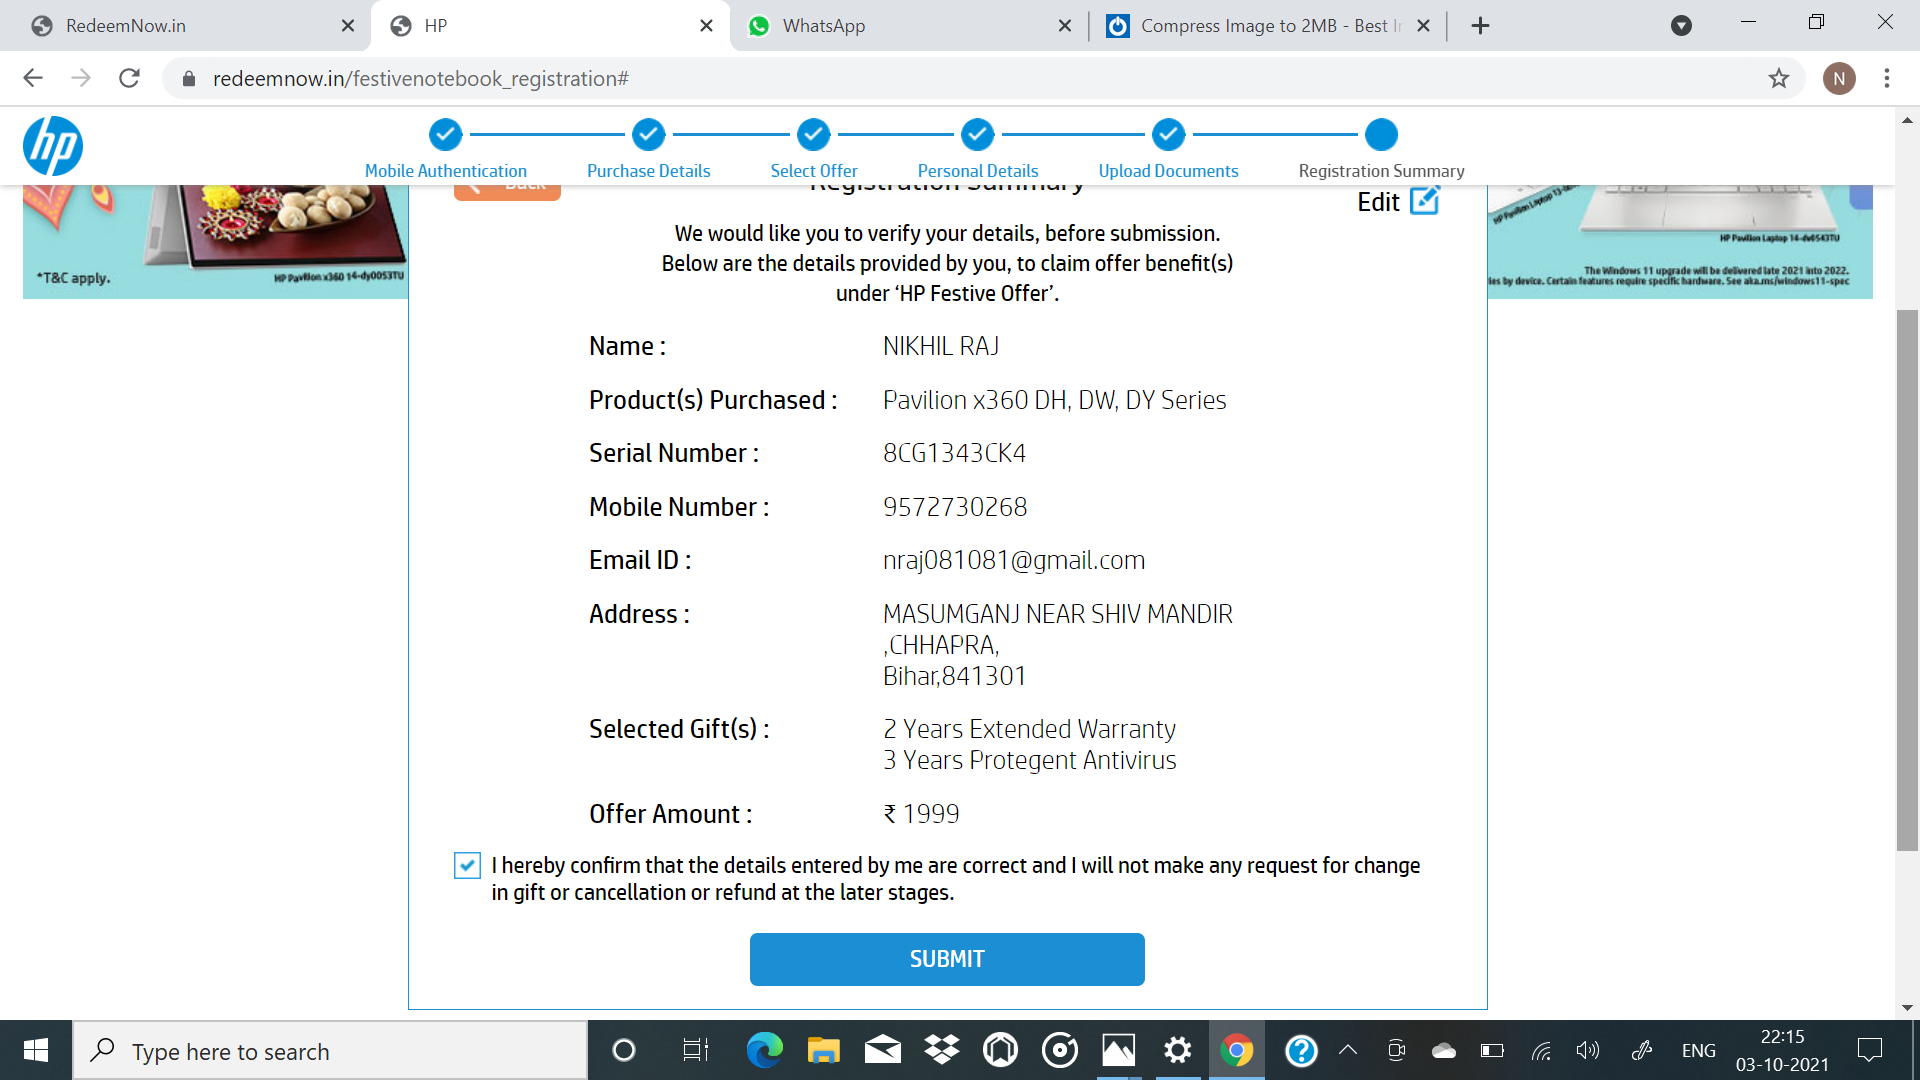 RedeemNow.in
HP
WhatsApp
Compress Image to 2MB - Best Ir
redeemnow.in/festivenotebook_registration#
N
hp
Mobile Authentication
Purchase Details
Select Offer
Personal Details
Upload Documents
Registration Summary
Back
Registration Summary
Edit
*T&C apply.
HP Pavilion x360 14-dy0053TU
HP Pavilion Laptop 14-dv0543TU
The Windows 11 upgrade will be delivered late 2021 into 2022.
ies by device. Certain features require specific hardware. See aka.ms/windows11-spec
We would like you to verify your details, before submission.
Below are the details provided by you, to claim offer benefit(s)
under ‘HP Festive Offer’.
Name : NIKHIL RAJ
Product(s) Purchased : Pavilion x360 DH, DW, DY Series
Serial Number : 8CG1343CK4
Mobile Number : 9572730268
Email ID : nraj081081@gmail.com
Address : MASUMGANJ NEAR SHIV MANDIR
,CHHAPRA,
Bihar,841301
Selected Gift(s) : 2 Years Extended Warranty
3 Years Protegent Antivirus
Offer Amount : ₹ 1999
I hereby confirm that the details entered by me are correct and I will not make any request for change
in gift or cancellation or refund at the later stages.
SUBMIT
Type here to search
ENG
22:15
03-10-2021